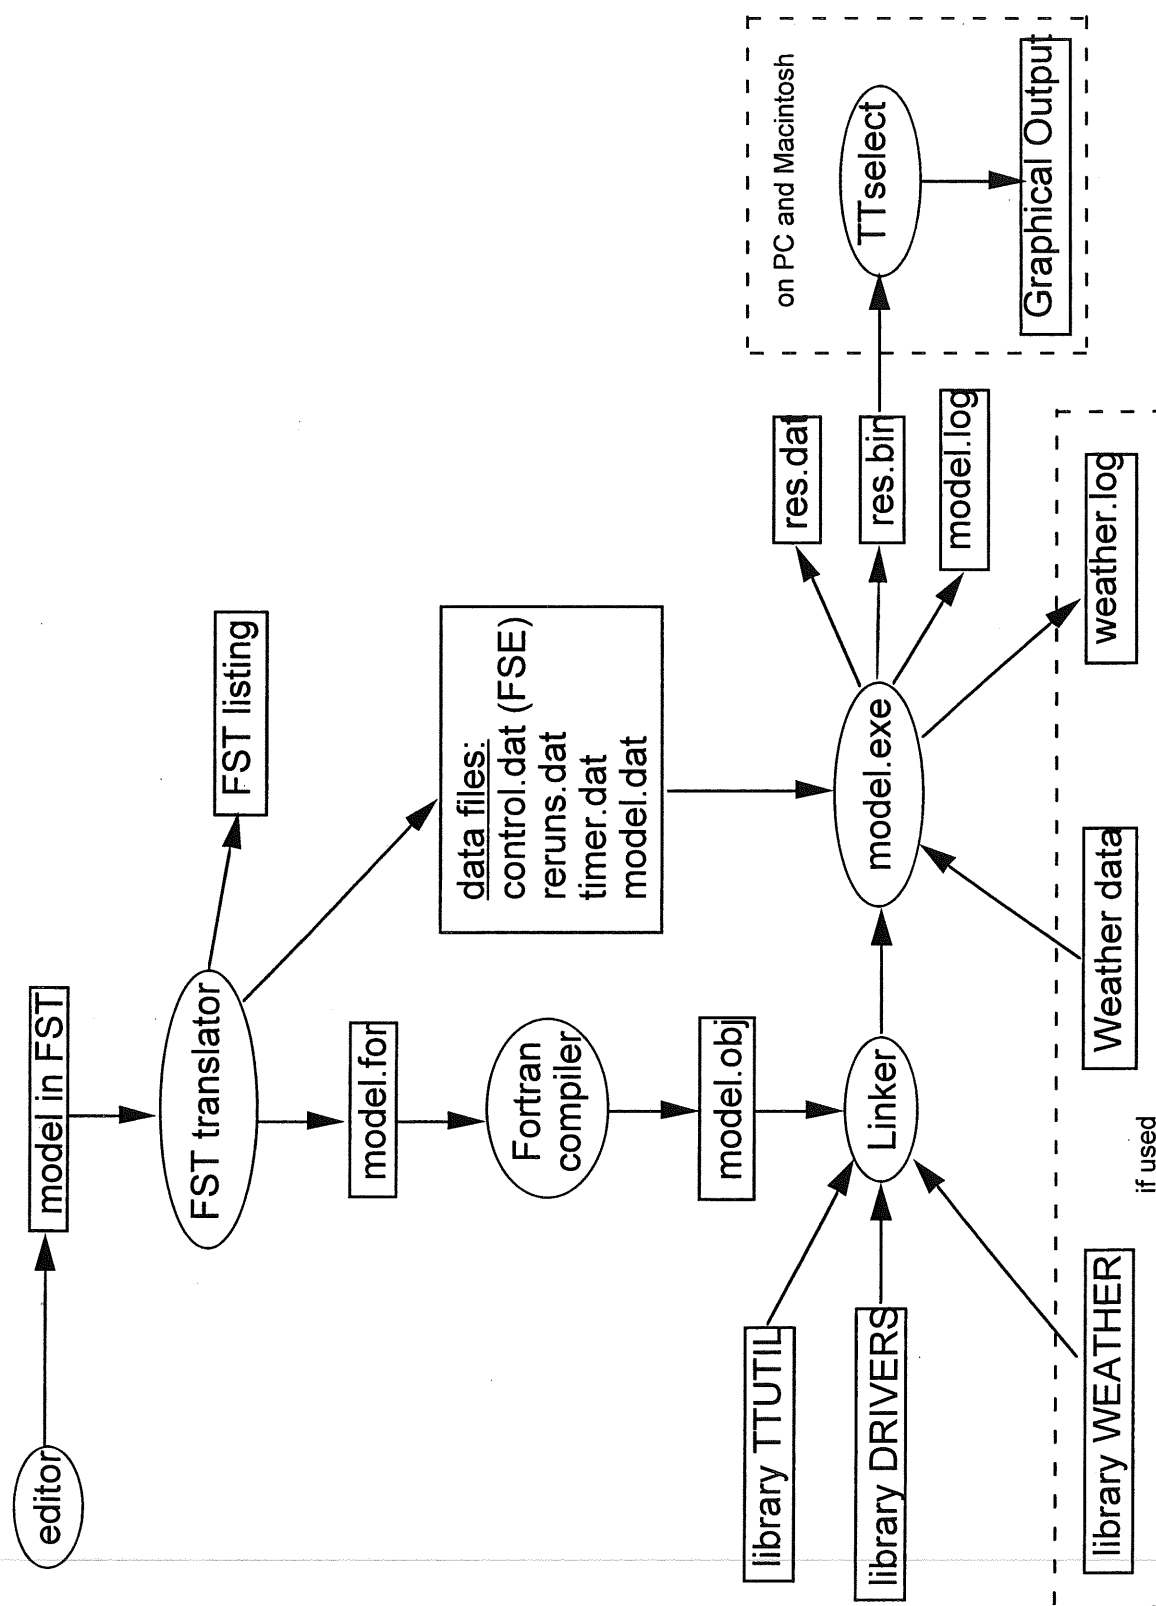 editor
model in FST
FST translator
FST listing
model.for
data files:
control.dat (FSE)
reruns.dat
timer.dat
model.dat
Fortran
compiler
model.obj
library TTUTIL
library DRIVERS
Linker
model.exe
res.dat
res.bin
model.log
on PC and Macintosh
TTselect
Graphical Output
library WEATHER
Weather data
weather.log
if used